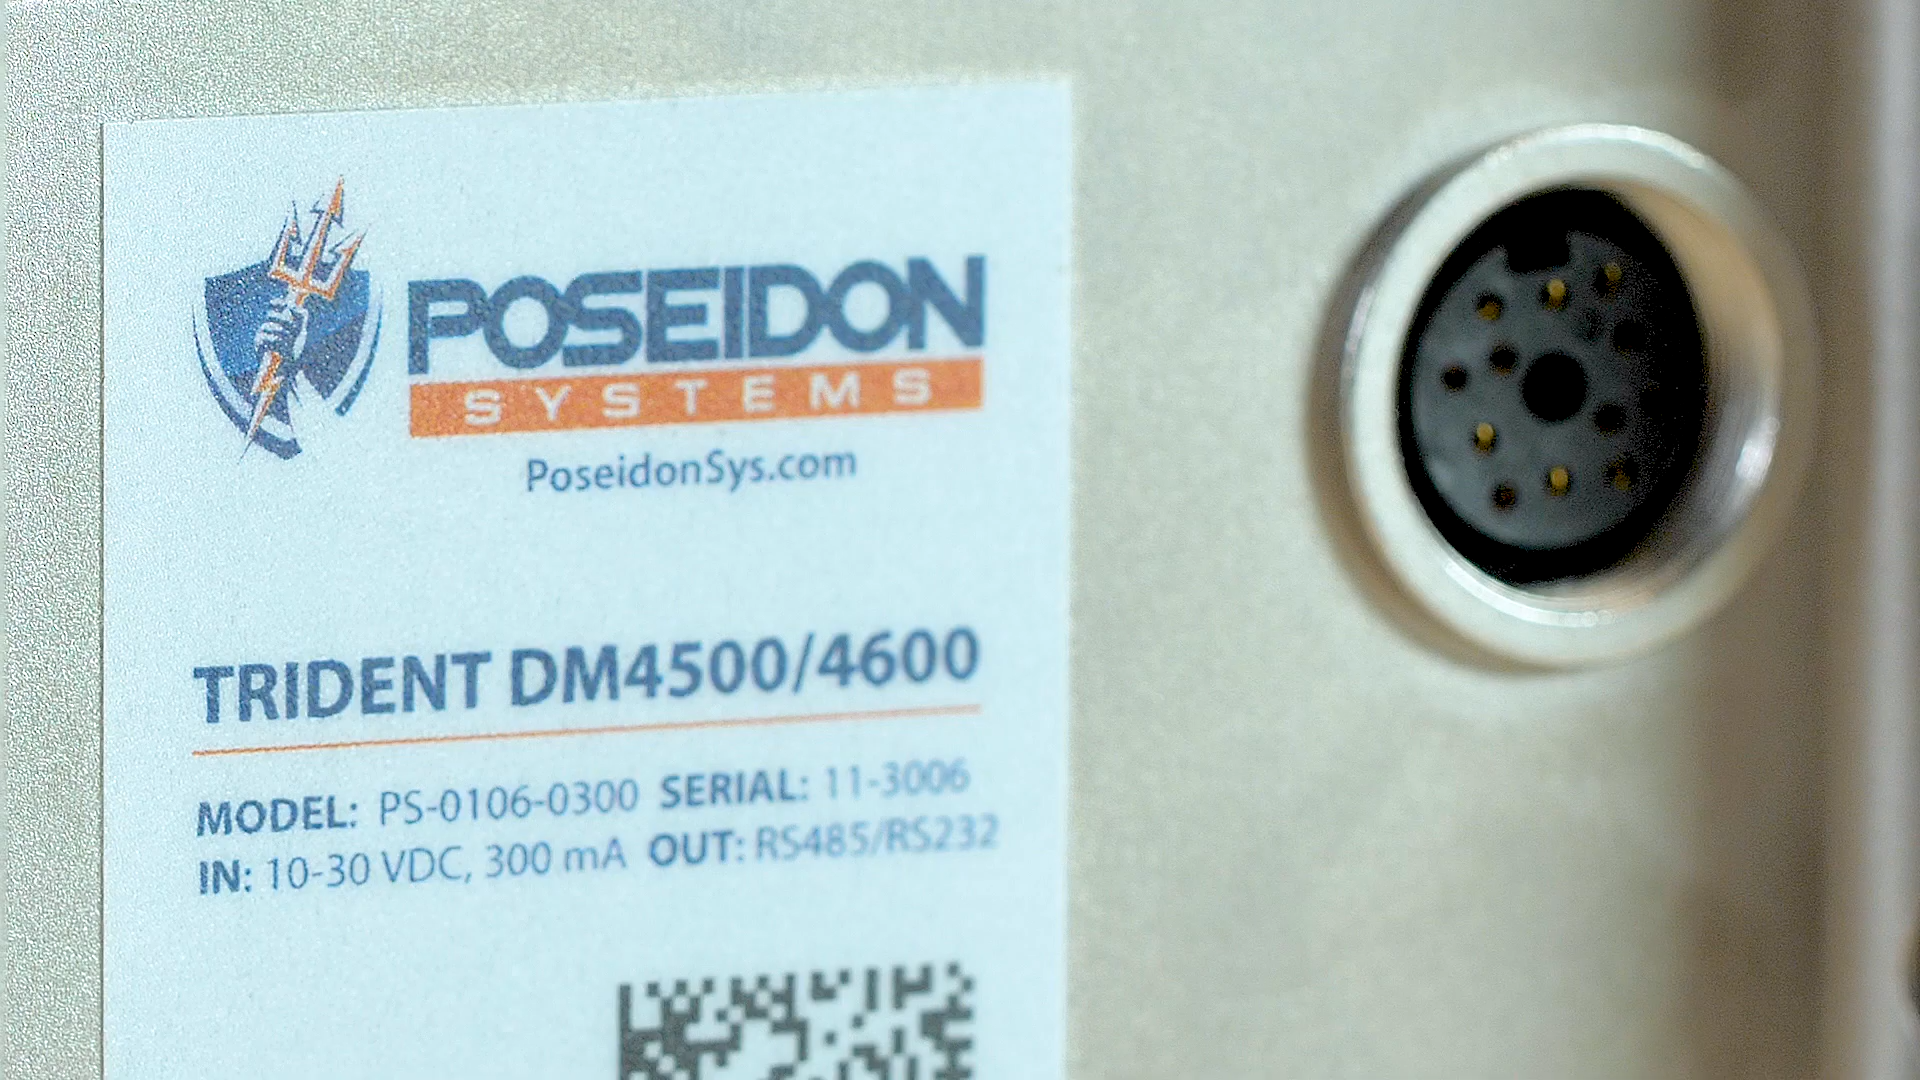 POSEIDON
SYSTEMS
PoseidonSys.com
TRIDENT DM4500/4600
MODEL: PS-0106-0300 SERIAL: 11-3006
IN: 10-30 VDC, 300 mA OUT: RS485/RS232